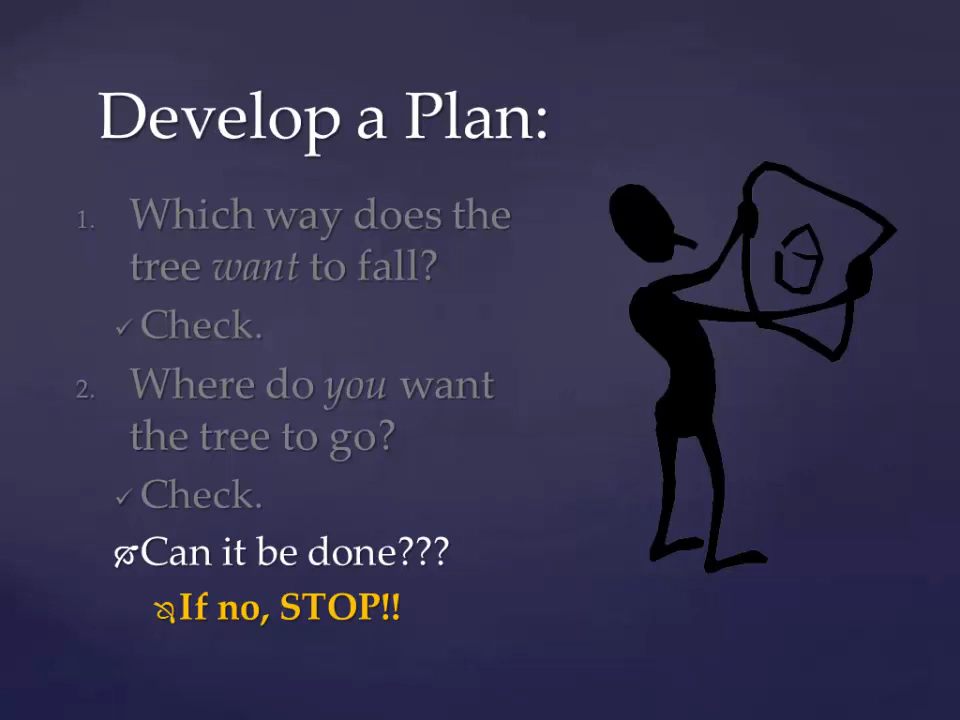 Develop a Plan:
1. Which way does the
tree want to fall?
✓ Check.
2. Where do you want
the tree to go?
✓ Check.
Can it be done???
If no, STOP!!